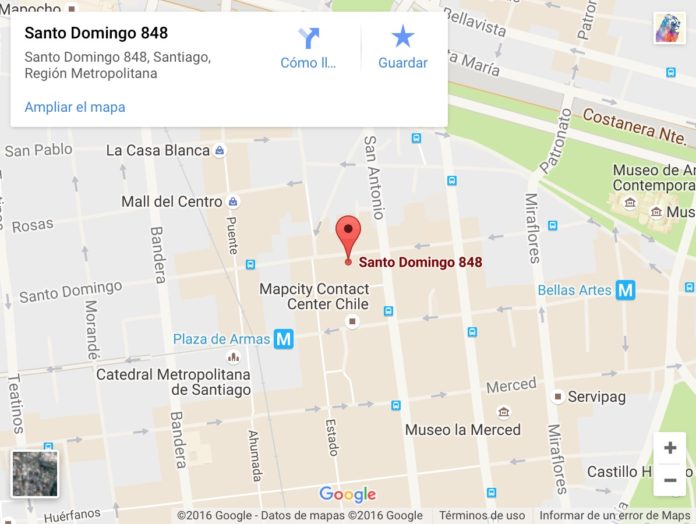 Mapocho
Santo Domingo 848
Santo Domingo 848, Santiago,
Región Metropolitana
Ampliar el mapa
Cómo ll...
Guardar
Bellavista
Patronato
Costanera Nte.
Patronato
San Pablo
La Casa Blanca
San Antonio
Mall del Centro
Rosas
Bandera
Puente
Miraflores
Museo de Ar
Contempora
Mus
Santo Domingo 848
Santo Domingo
Mapcity Contact
Center Chile
Bellas Artes
M
Morandé
Plaza de Armas
M
Catedral Metropolitana
de Santiago
Teatinos
Bandera
Ahumada
Estado
Merced
Servipag
Museo la Merced
Miraflores
Castillo H
Google
Huérfanos
©2016 Google - Datos de mapas ©2016 Google
Términos de uso
Informar de un error de Maps